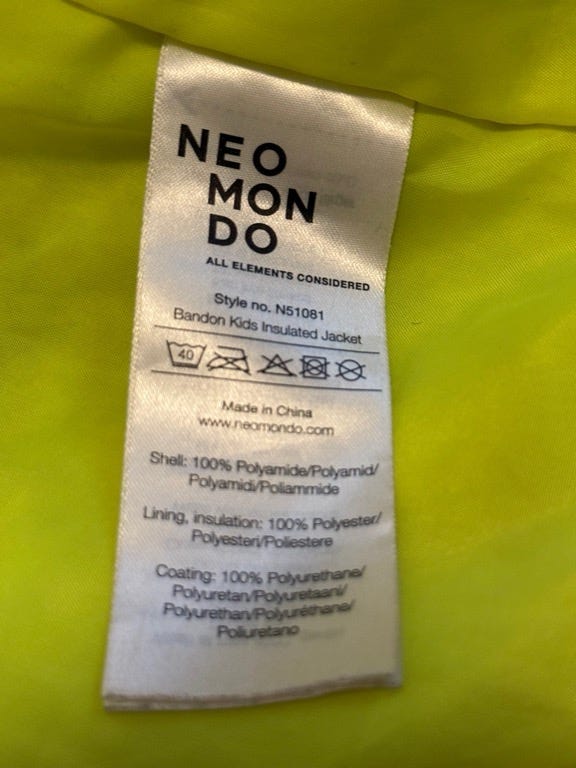 NEO
MON
DO
ALL ELEMENTS CONSIDERED
Style no. N51081
Bandon Kids Insulated Jacket
40
Made in China
www.neomondo.com
Shell: 100% Polyamide/Polyamid/
Polyamidi/Poliammide
Lining, insulation: 100% Polyester/
Polyesteri/Poliestere
Coating: 100% Polyurethane/
Polyuretan/Polyuretaani/
Polyurethan/Polyuréthane/
Poliuretano